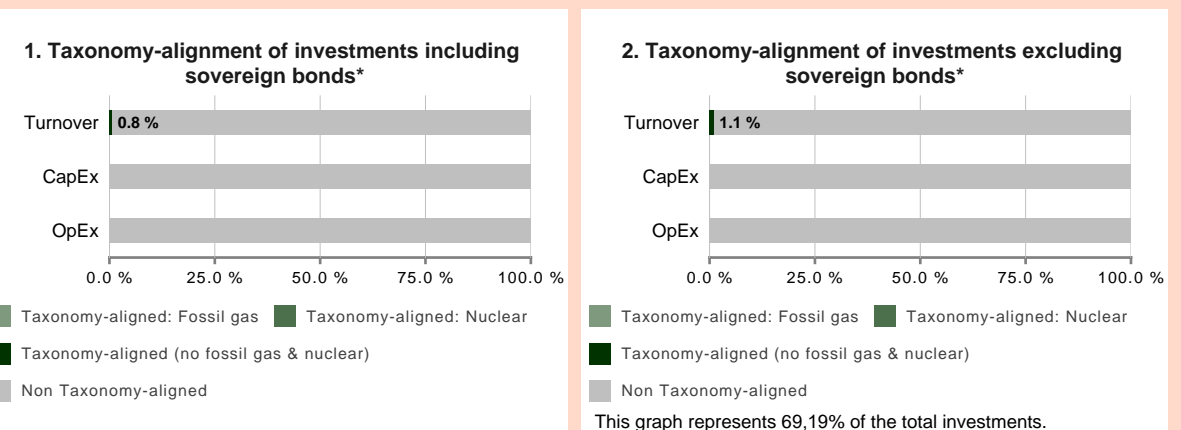 1. Taxonomy-alignment of investments including
sovereign bonds*
Turnover
0.8 %
CapEx
OpEx
0.0 %
25.0 %
50.0 %
75.0 %
100.0 %
Taxonomy-aligned: Fossil gas
Taxonomy-aligned: Nuclear
Taxonomy-aligned (no fossil gas & nuclear)
Non Taxonomy-aligned
2. Taxonomy-alignment of investments excluding
sovereign bonds*
Turnover
1.1 %
CapEx
OpEx
0.0 %
25.0 %
50.0 %
75.0 %
100.0 %
Taxonomy-aligned: Fossil gas
Taxonomy-aligned: Nuclear
Taxonomy-aligned (no fossil gas & nuclear)
Non Taxonomy-aligned
This graph represents 69,19% of the total investments.